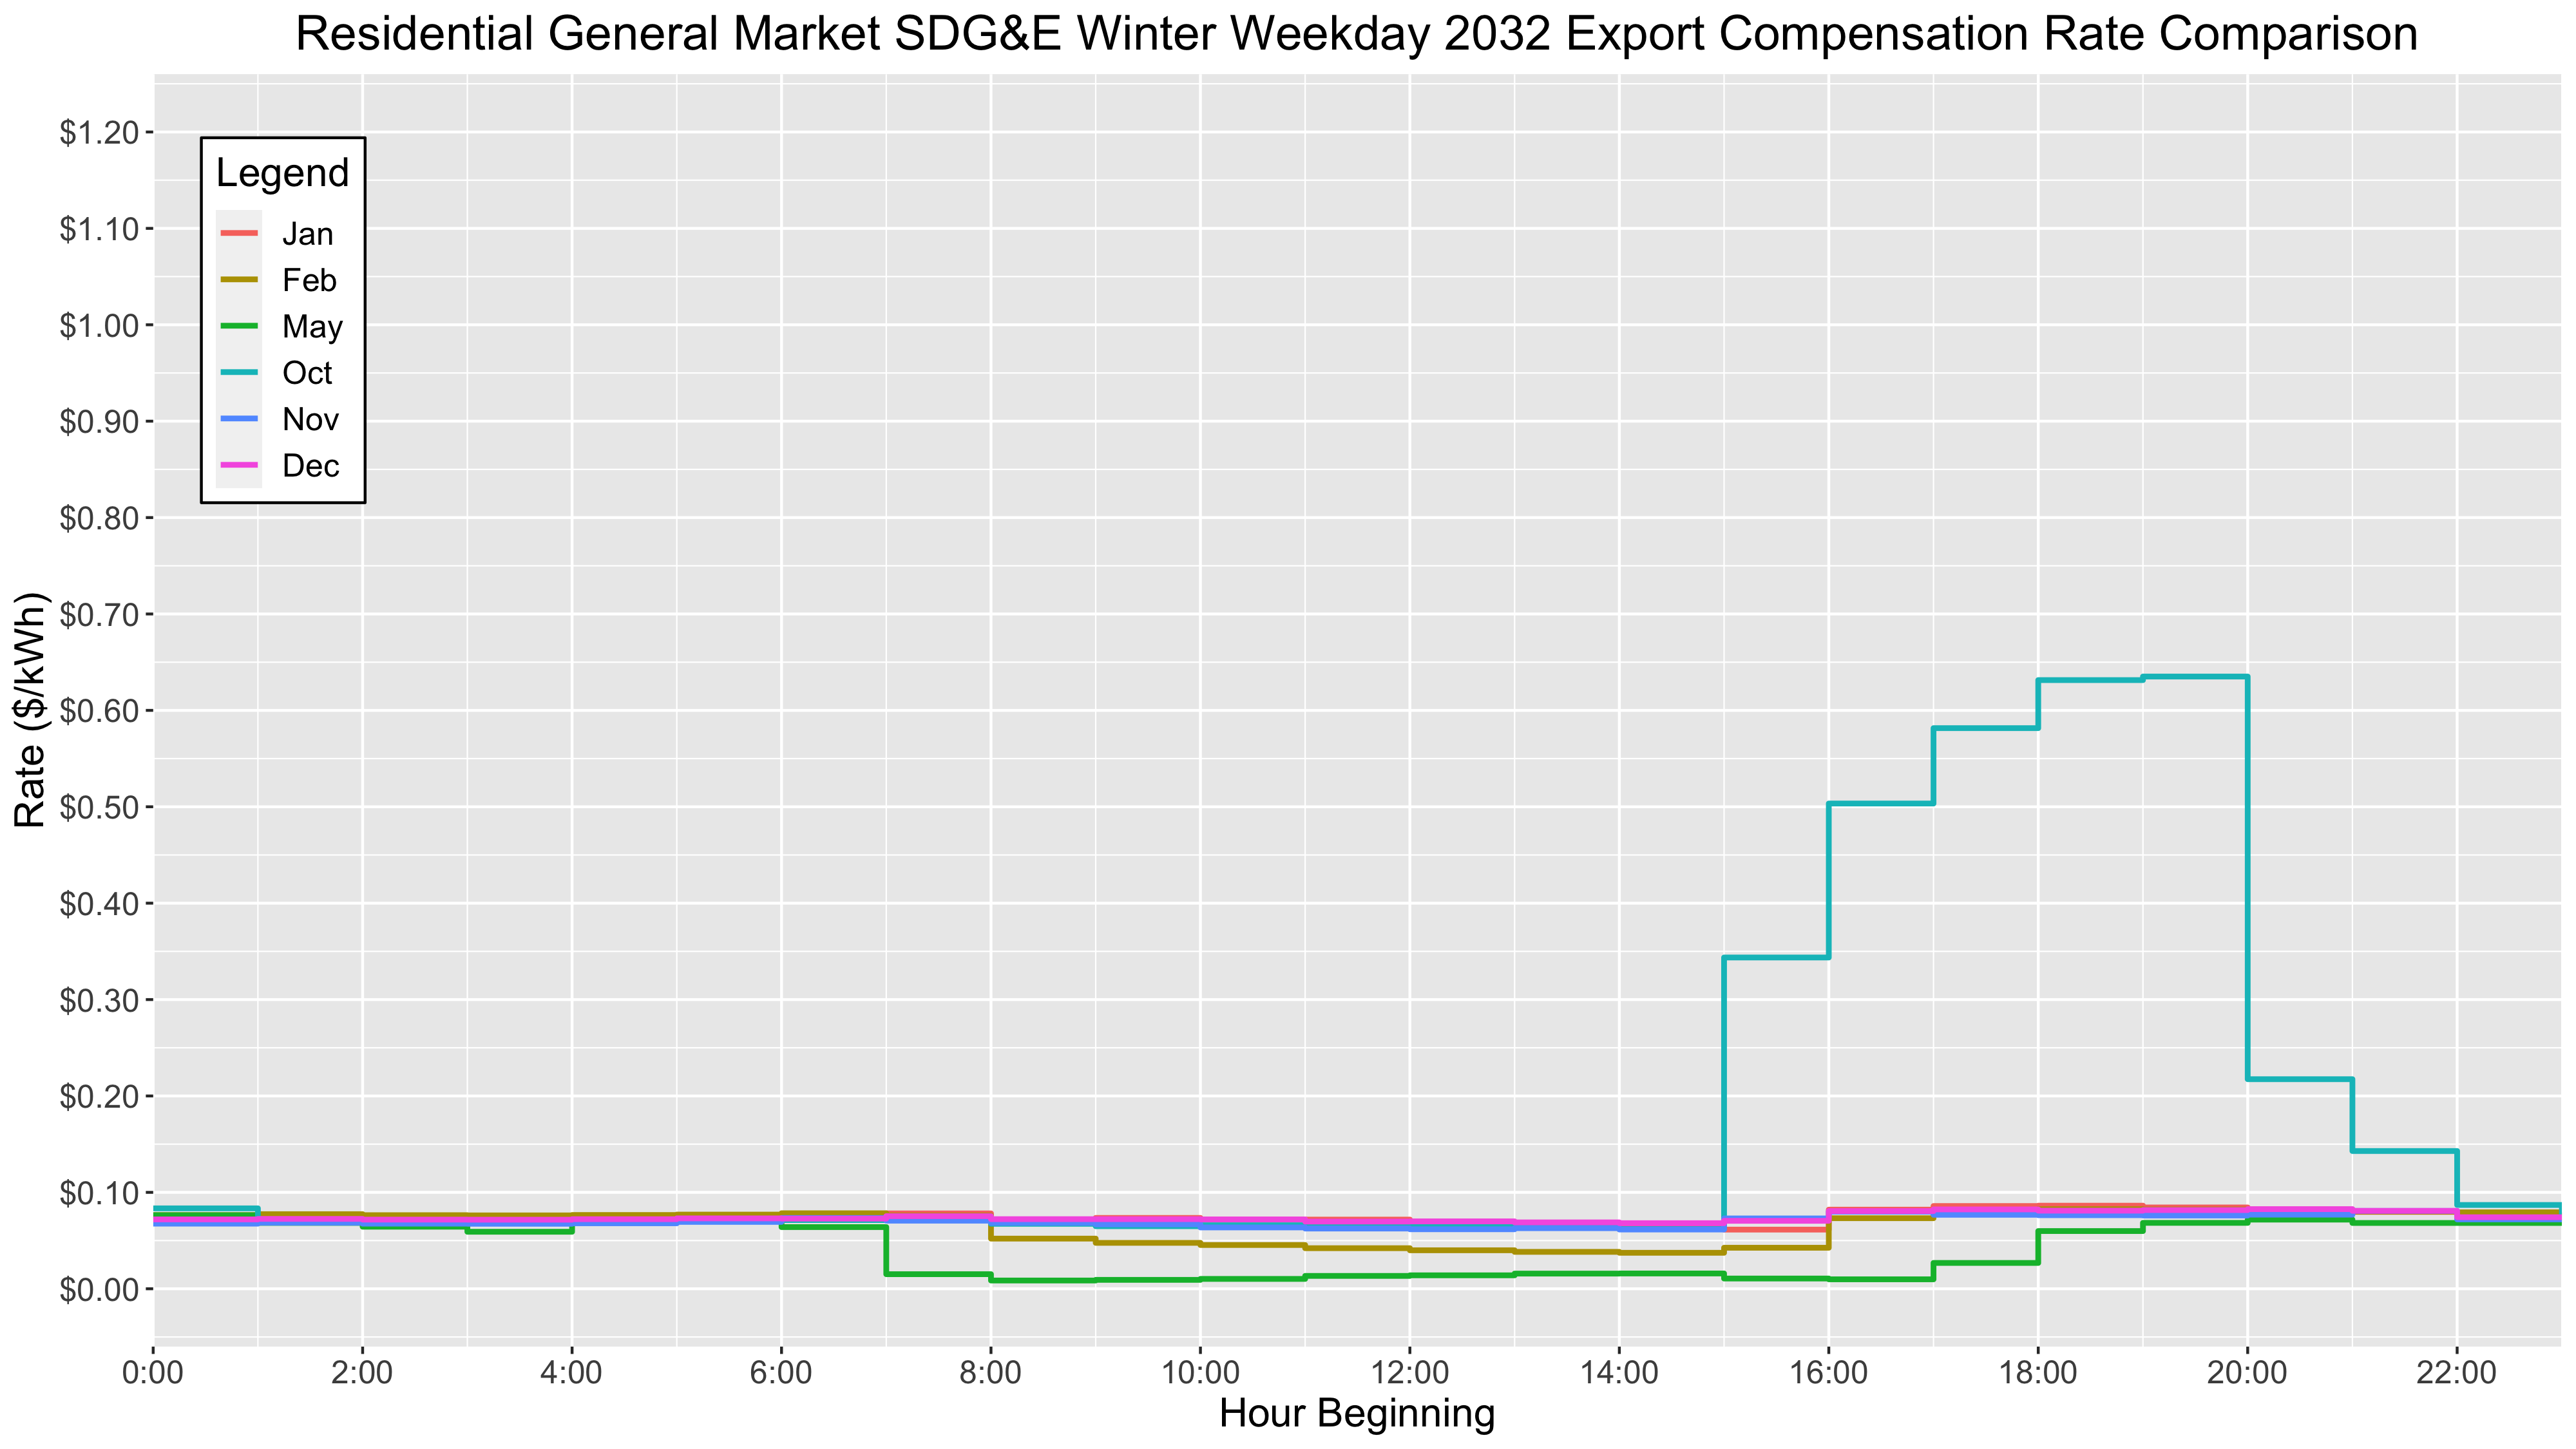 Residential General Market SDG&E Winter Weekday 2032 Export Compensation Rate Comparison
$1.20
$1.10
$1.00
$0.90
$0.80
$0.70
$0.60
$0.50
$0.40
$0.30
$0.20
$0.10
$0.00
Rate ($/kWh)
Legend
Jan
Feb
May
Oct
Nov
Dec
0:00 2:00 4:00 6:00 8:00 10:00 12:00 14:00 16:00 18:00 20:00 22:00
Hour Beginning